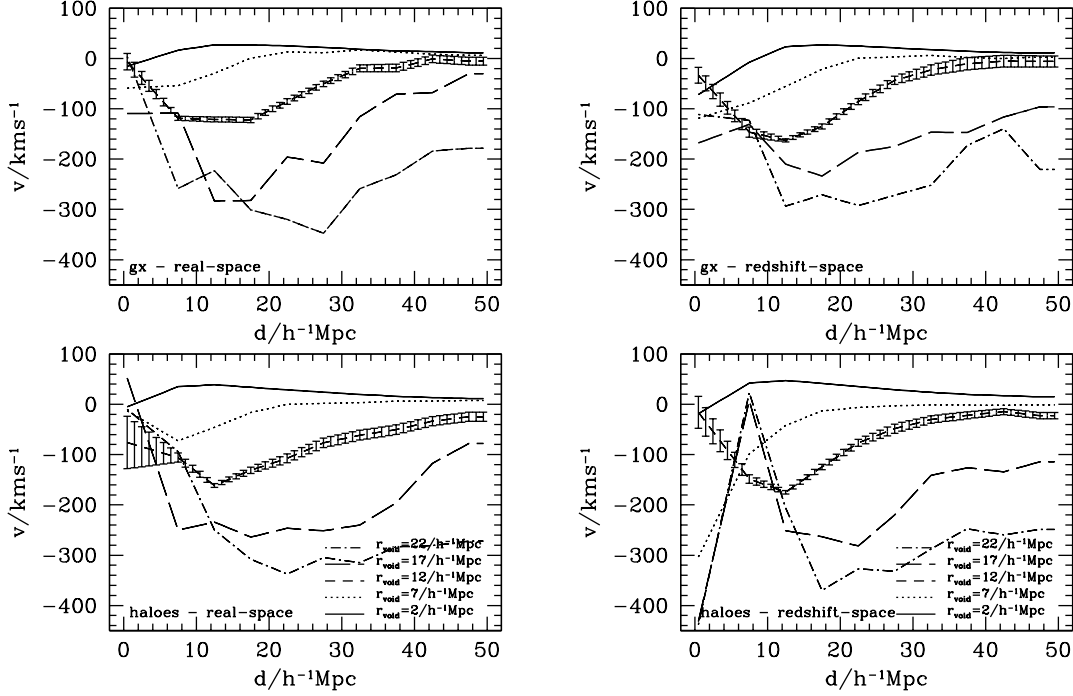 100
0
−100
−200
−300
−400
v/kms⁻¹
gx − real−space
0 10 20 30 40 50
d/h⁻¹Mpc
100
0
−100
−200
−300
−400
v/kms⁻¹
gx − redshift−space
0 10 20 30 40 50
d/h⁻¹Mpc
100
0
−100
−200
−300
−400
v/kms⁻¹
r_void=22/h⁻¹Mpc
r_void=17/h⁻¹Mpc
r_void=12/h⁻¹Mpc
r_void=7/h⁻¹Mpc
r_void=2/h⁻¹Mpc
haloes − real−space
0 10 20 30 40 50
d/h⁻¹Mpc
100
0
−100
−200
−300
−400
v/kms⁻¹
r_void=22/h⁻¹Mpc
r_void=17/h⁻¹Mpc
r_void=12/h⁻¹Mpc
r_void=7/h⁻¹Mpc
r_void=2/h⁻¹Mpc
haloes − redshift−space
0 10 20 30 40 50
d/h⁻¹Mpc